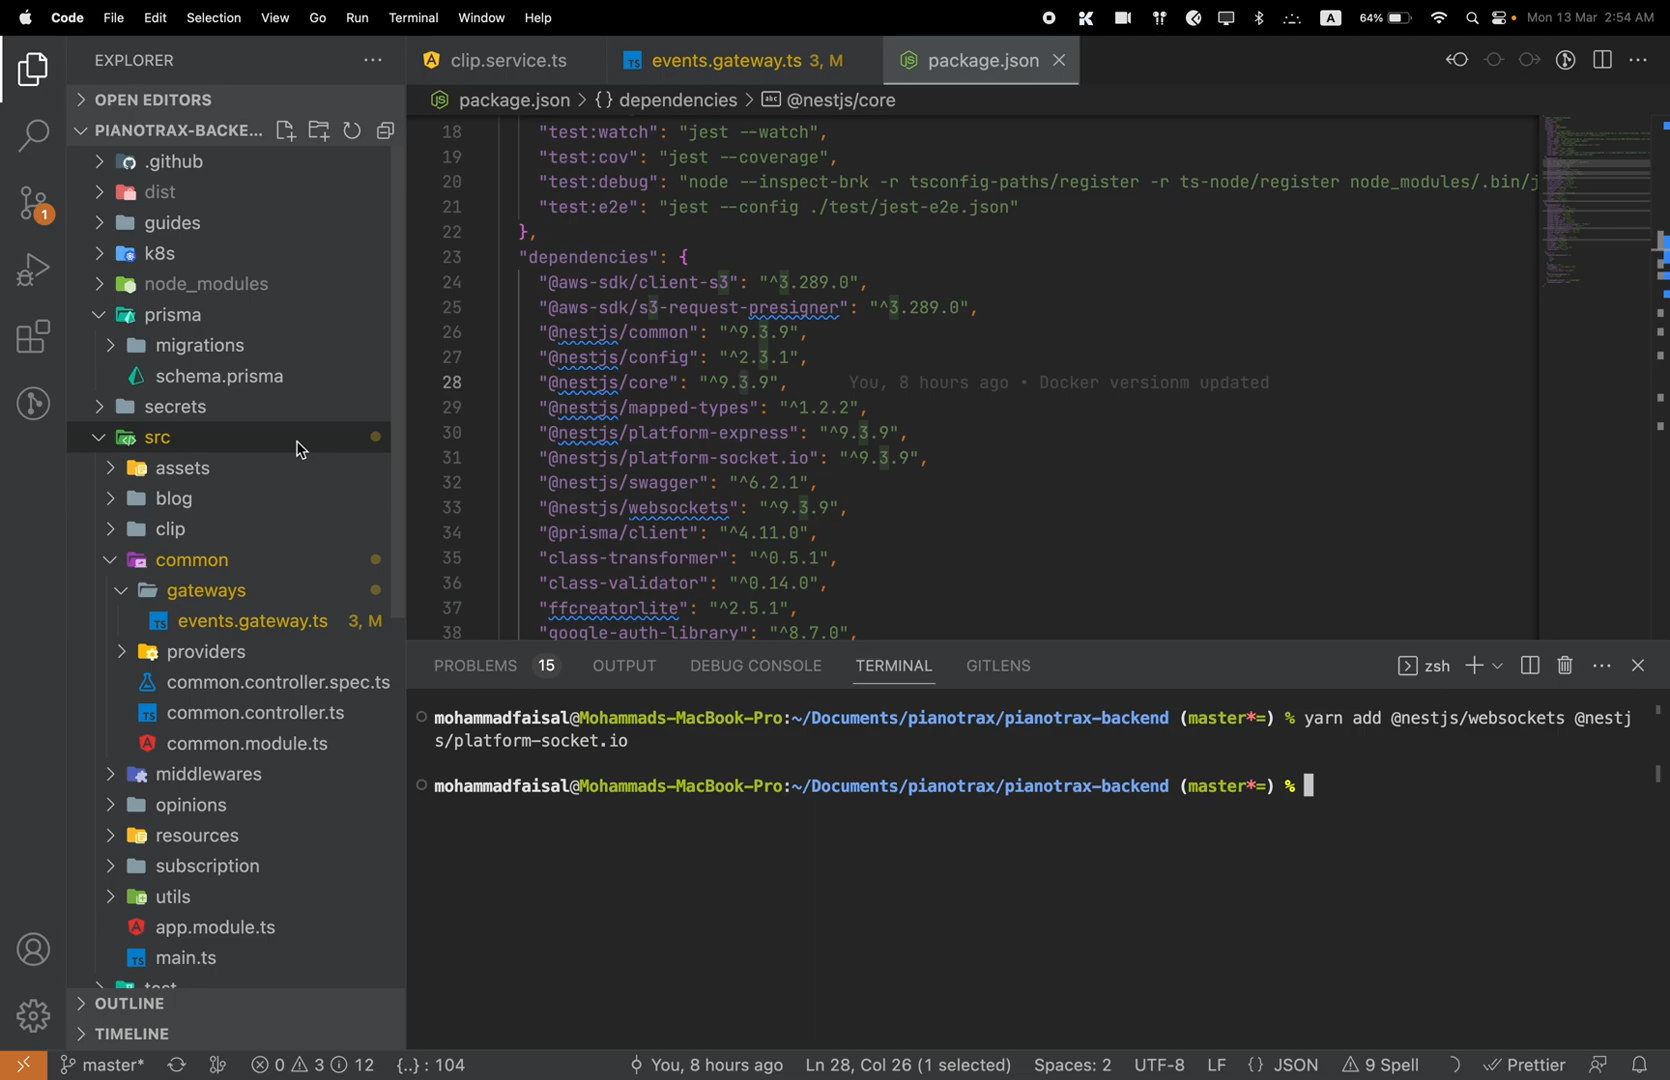 Code File Edit Selection View Go Run Terminal Window Help
A 64% Mon 13 Mar 2:54 AM
EXPLORER
OPEN EDITORS
PIANOTRAX-BACKE...
.github
dist
guides
k8s
node_modules
prisma
migrations
schema.prisma
secrets
src
assets
blog
clip
common
gateways
events.gateway.ts 3, M
providers
common.controller.spec.ts
common.controller.ts
common.module.ts
middlewares
opinions
resources
subscription
utils
app.module.ts
main.ts
test
OUTLINE
TIMELINE
1
clip.service.ts events.gateway.ts 3, M package.json
package.json > {} dependencies > abc @nestjs/core
18 "test:watch": "jest --watch",
19 "test:cov": "jest --coverage",
20 "test:debug": "node --inspect-brk -r tsconfig-paths/register -r ts-node/register node_modules/.bin/j
21 "test:e2e": "jest --config ./test/jest-e2e.json"
22 },
23 "dependencies": {
24 "@aws-sdk/client-s3": "^3.289.0",
25 "@aws-sdk/s3-request-presigner": "^3.289.0",
26 "@nestjs/common": "^9.3.9",
27 "@nestjs/config": "^2.3.1",
28 "@nestjs/core": "^9.3.9", You, 8 hours ago • Docker versionm updated
29 "@nestjs/mapped-types": "^1.2.2",
30 "@nestjs/platform-express": "^9.3.9",
31 "@nestjs/platform-socket.io": "^9.3.9",
32 "@nestjs/swagger": "^6.2.1",
33 "@nestjs/websockets": "^9.3.9",
34 "@prisma/client": "^4.11.0",
35 "class-transformer": "^0.5.1",
36 "class-validator": "^0.14.0",
37 "ffcreatorlite": "^2.5.1",
38 "google-auth-library": "^8.7.0",
PROBLEMS 15 OUTPUT DEBUG CONSOLE TERMINAL GITLENS zsh
mohammadfaisal@Mohammads-MacBook-Pro:~/Documents/pianotrax/pianotrax-backend (master*=) % yarn add @nestjs/websockets @nestj
s/platform-socket.io
mohammadfaisal@Mohammads-MacBook-Pro:~/Documents/pianotrax/pianotrax-backend (master*=) %
master* 0 3 12 {..} : 104 You, 8 hours ago Ln 28, Col 26 (1 selected) Spaces: 2 UTF-8 LF {} JSON 9 Spell Prettier